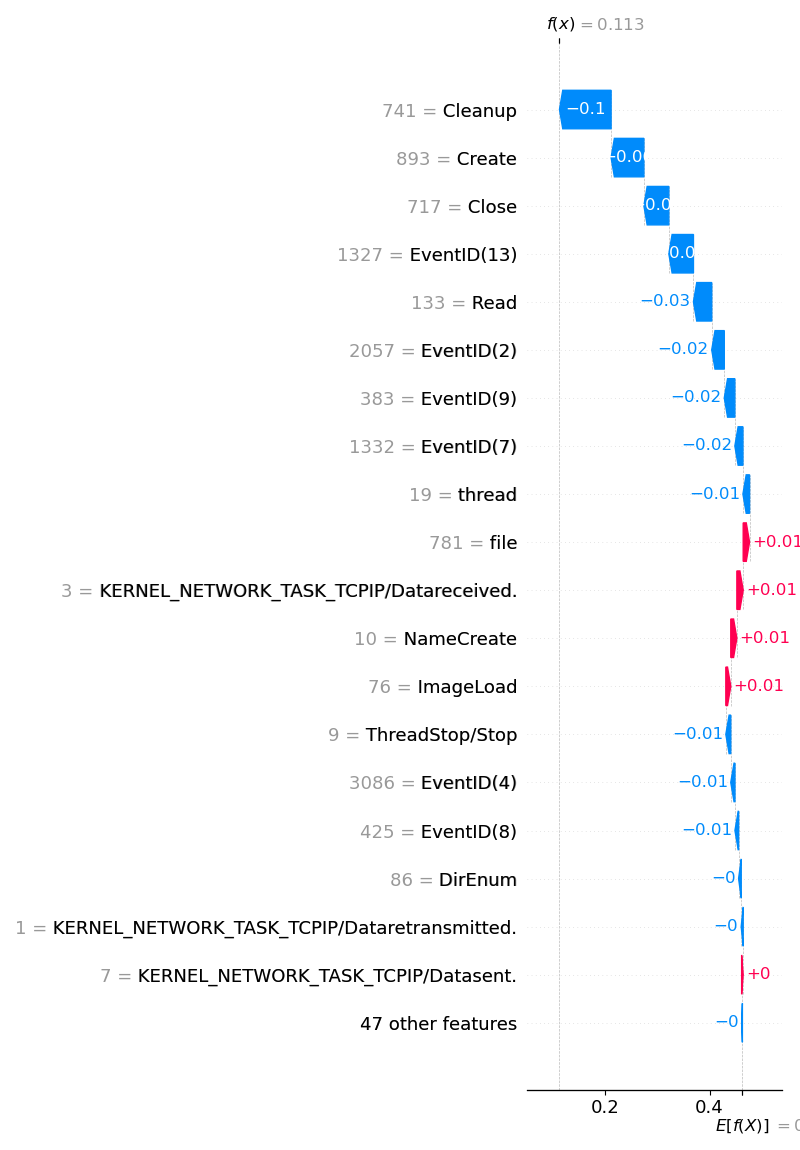 f(x) = 0.113
741 = Cleanup −0.1
893 = Create
717 = Close
1327 = EventID(13)
133 = Read −0.03
2057 = EventID(2) −0.02
383 = EventID(9) −0.02
1332 = EventID(7) −0.02
19 = thread −0.01
781 = file +0.01
3 = KERNEL_NETWORK_TASK_TCPIP/Datareceived. +0.01
10 = NameCreate +0.01
76 = ImageLoad +0.01
9 = ThreadStop/Stop −0.01
3086 = EventID(4) −0.01
425 = EventID(8) −0.01
86 = DirEnum −0
1 = KERNEL_NETWORK_TASK_TCPIP/Dataretransmitted. −0
7 = KERNEL_NETWORK_TASK_TCPIP/Datasent. +0
47 other features −0
0.2 0.4
E[f(X)] =